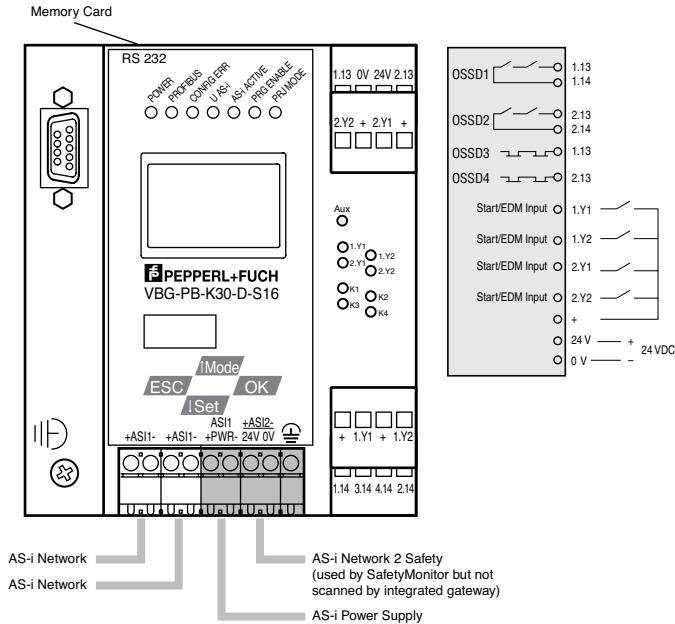 Memory Card
RS 232
POWER
PROFIBUS
CONFIG ERR
U AS-i
AS-i ACTIVE
PRG ENABLE
PRJ MODE
1.13 0V 24V 2.13
2.Y2 + 2.Y1 +
Aux
1.Y1
1.Y2
2.Y1
2.Y2
K1
K2
K3
K4
PEPPERL+FUCH
VBG-PB-K30-D-S16
↑Mode
ESC OK
↓Set
+ASI1- +ASI1-
ASI1
+PWR-
+ASI2-
24V 0V
+ 1.Y1 + 1.Y2
1.14 3.14 4.14 2.14
AS-i Network
AS-i Network
AS-i Network 2 Safety
(used by SafetyMonitor but not
scanned by integrated gateway)
AS-i Power Supply
OSSD1 1.13
1.14
OSSD2 2.13
2.14
OSSD3 1.13
OSSD4 2.13
Start/EDM Input 1.Y1
Start/EDM Input 1.Y2
Start/EDM Input 2.Y1
Start/EDM Input 2.Y2
+
24 V +
24 VDC
0 V –